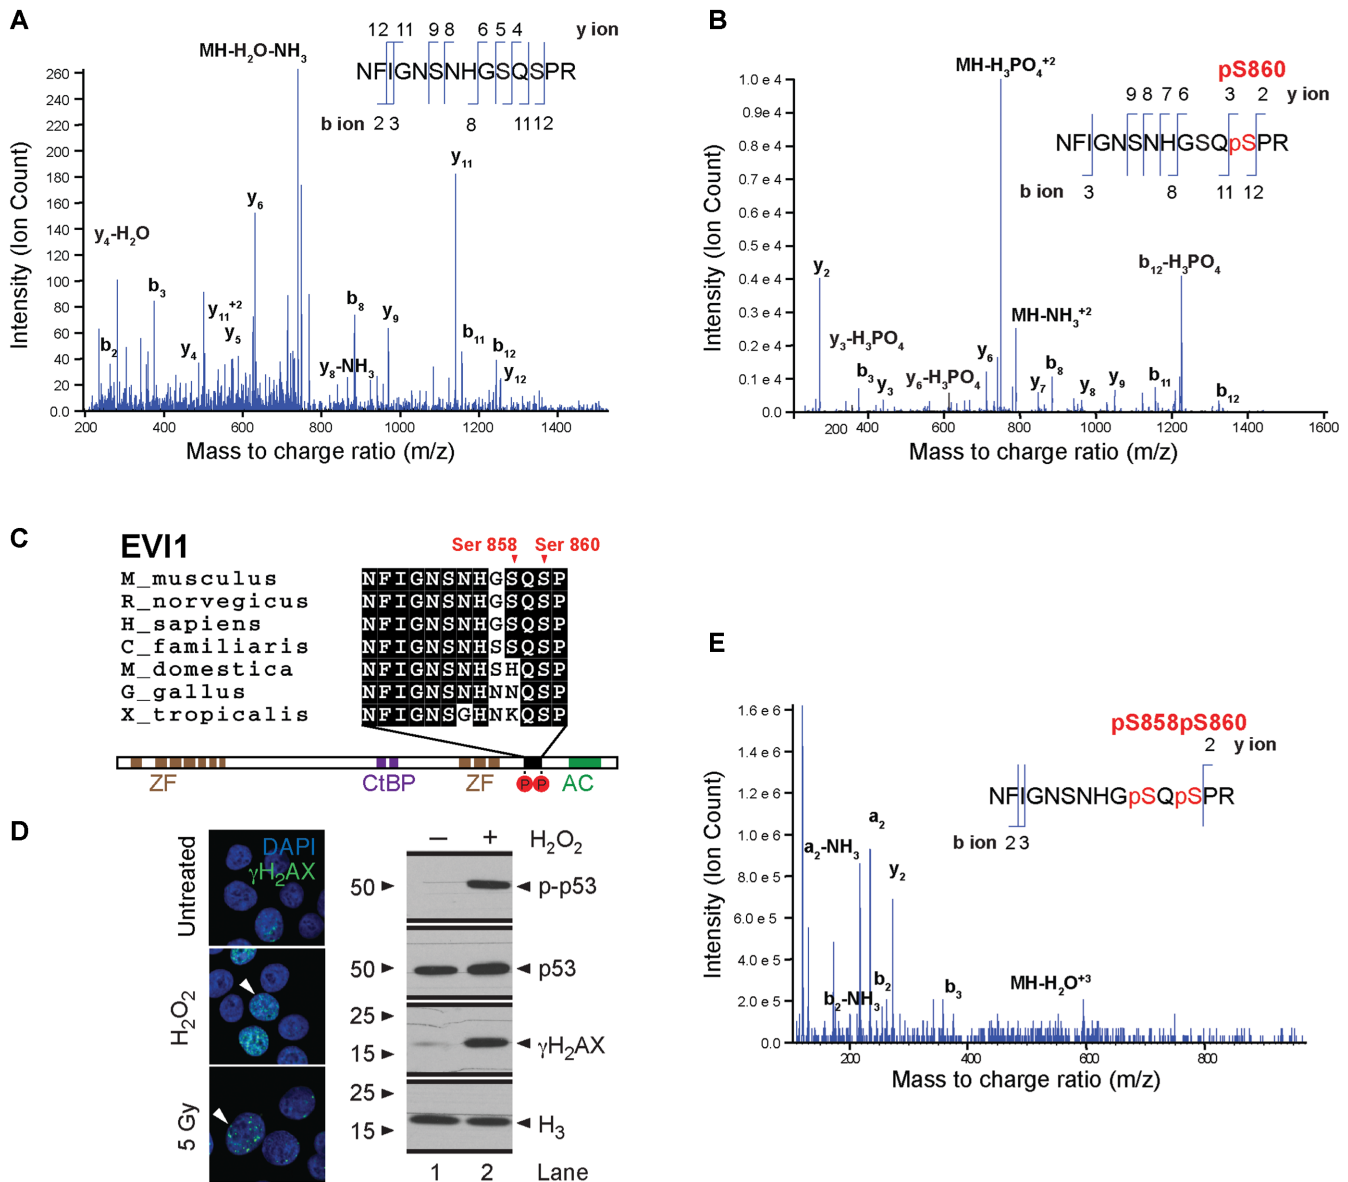 A
12 11 9 8 6 5 4 y ion
MH-H2O-NH3
NFIGNSNHGSQSPR
b ion 2 3 8 11 12
Intensity (Ion Count)
260
240
220
200
180
160
140
120
100
80
60
40
20
0.0
y4-H2O
b2
b3
y4
y11+2
y5
y6
y8-NH3
b8
y9
y11
b11
b12
y12
200 400 600 800 1000 1200 1400
Mass to charge ratio (m/z)
B
MH-H3PO4+2
pS860
9 8 7 6 3 2 y ion
NFIGNSNHGSQpSPR
b ion 3 8 11 12
Intensity (Ion Count)
1.0 e 4
0.9 e 4
0.8 e 4
0.7 e 4
0.6 e 4
0.5 e 4
0.4 e 4
0.3 e 4
0.2 e 4
0.1 e 4
0.0
y2
y3-H3PO4
b3
y3
y6-H3PO4
y6
MH-NH3+2
y7
b8
y8
y9
b11
b12-H3PO4
b12
200 400 600 800 1000 1200 1400 1600
Mass to charge ratio (m/z)
C
EVI1
Ser 858 Ser 860
M_musculus NFIGNSNHGSQSP
R_norvegicus NFIGNSNHGSQSP
H_sapiens NFIGNSNHGSQSP
C_familiaris NFIGNSNHSSQSP
M_domestica NFIGNSNHSHQSP
G_gallus NFIGNSNHNNQSP
X_tropicalis NFIGNSGHNKQSP
ZF CtBP ZF P P AC
D
Untreated
DAPI
γH2AX
H2O2
5 Gy
− + H2O2
50 p-p53
50 p53
25
15 γH2AX
25
15 H3
1 2 Lane
E
pS858pS860
2 y ion
NFIGNSNHGpSQpSPR
b ion 2 3
Intensity (Ion Count)
1.6 e 6
1.4 e 6
1.2 e 6
1.0 e 6
8.0 e 5
6.0 e 5
4.0 e 5
2.0 e 5
0.0
a2-NH3
a2
y2
b2-NH3
b2
b3
MH-H2O+3
200 400 600 800
Mass to charge ratio (m/z)